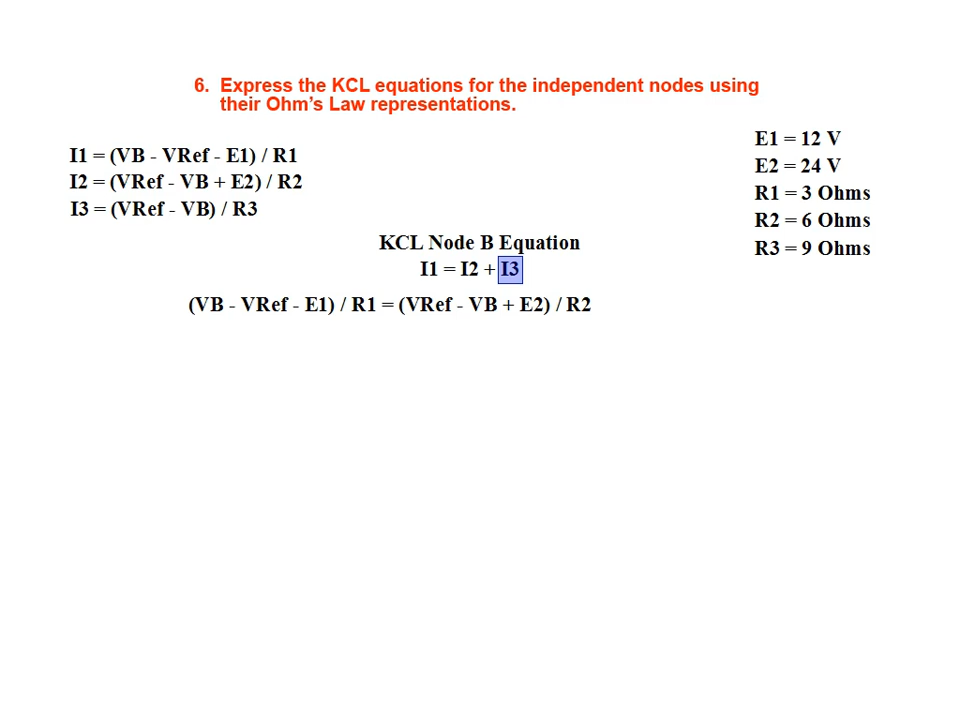 6. Express the KCL equations for the independent nodes using
their Ohm's Law representations.
I1 = (VB - VRef - E1) / R1
I2 = (VRef - VB + E2) / R2
I3 = (VRef - VB) / R3
E1 = 12 V
E2 = 24 V
R1 = 3 Ohms
R2 = 6 Ohms
R3 = 9 Ohms
KCL Node B Equation
I1 = I2 + I3
(VB - VRef - E1) / R1 = (VRef - VB + E2) / R2